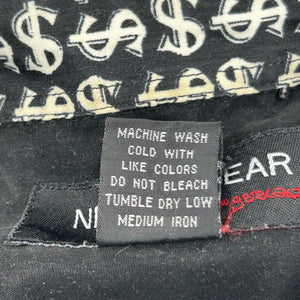 MACHINE WASH
COLD WITH
LIKE COLORS
DO NOT BLEACH
TUMBLE DRY LOW
MEDIUM IRON
EAR